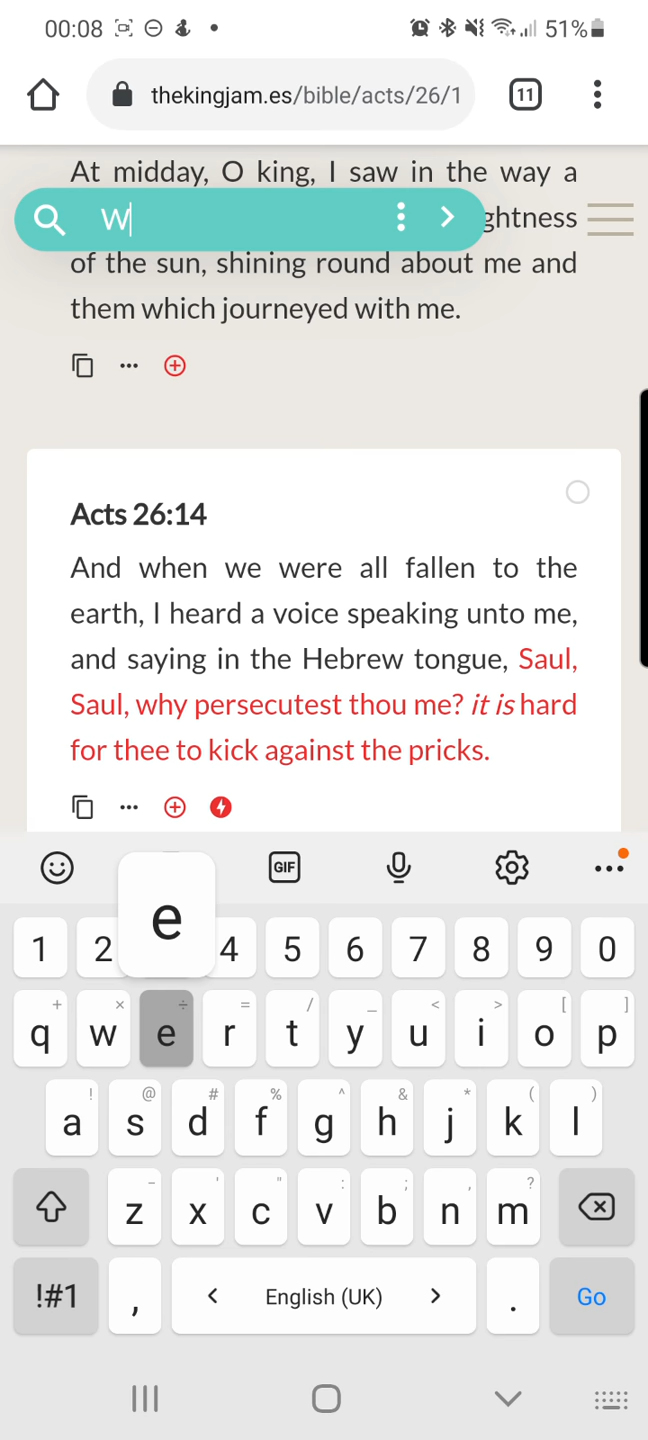 00:08 51%
thekingjam.es/bible/acts/26/1 11
At midday, O king, I saw in the way a
W ghtness
of the sun, shining round about me and
them which journeyed with me.
Acts 26:14
And when we were all fallen to the
earth, I heard a voice speaking unto me,
and saying in the Hebrew tongue, Saul,
Saul, why persecutest thou me? it is hard
for thee to kick against the pricks.
GIF
e
1 2 4 5 6 7 8 9 0
+ × ÷ = / _ < > [ ]
q w e r t y u i o p
! @ # % ^ & * ( )
a s d f g h j k l
- ' " : ; , ?
z x c v b n m
!#1 , < English (UK) > . Go